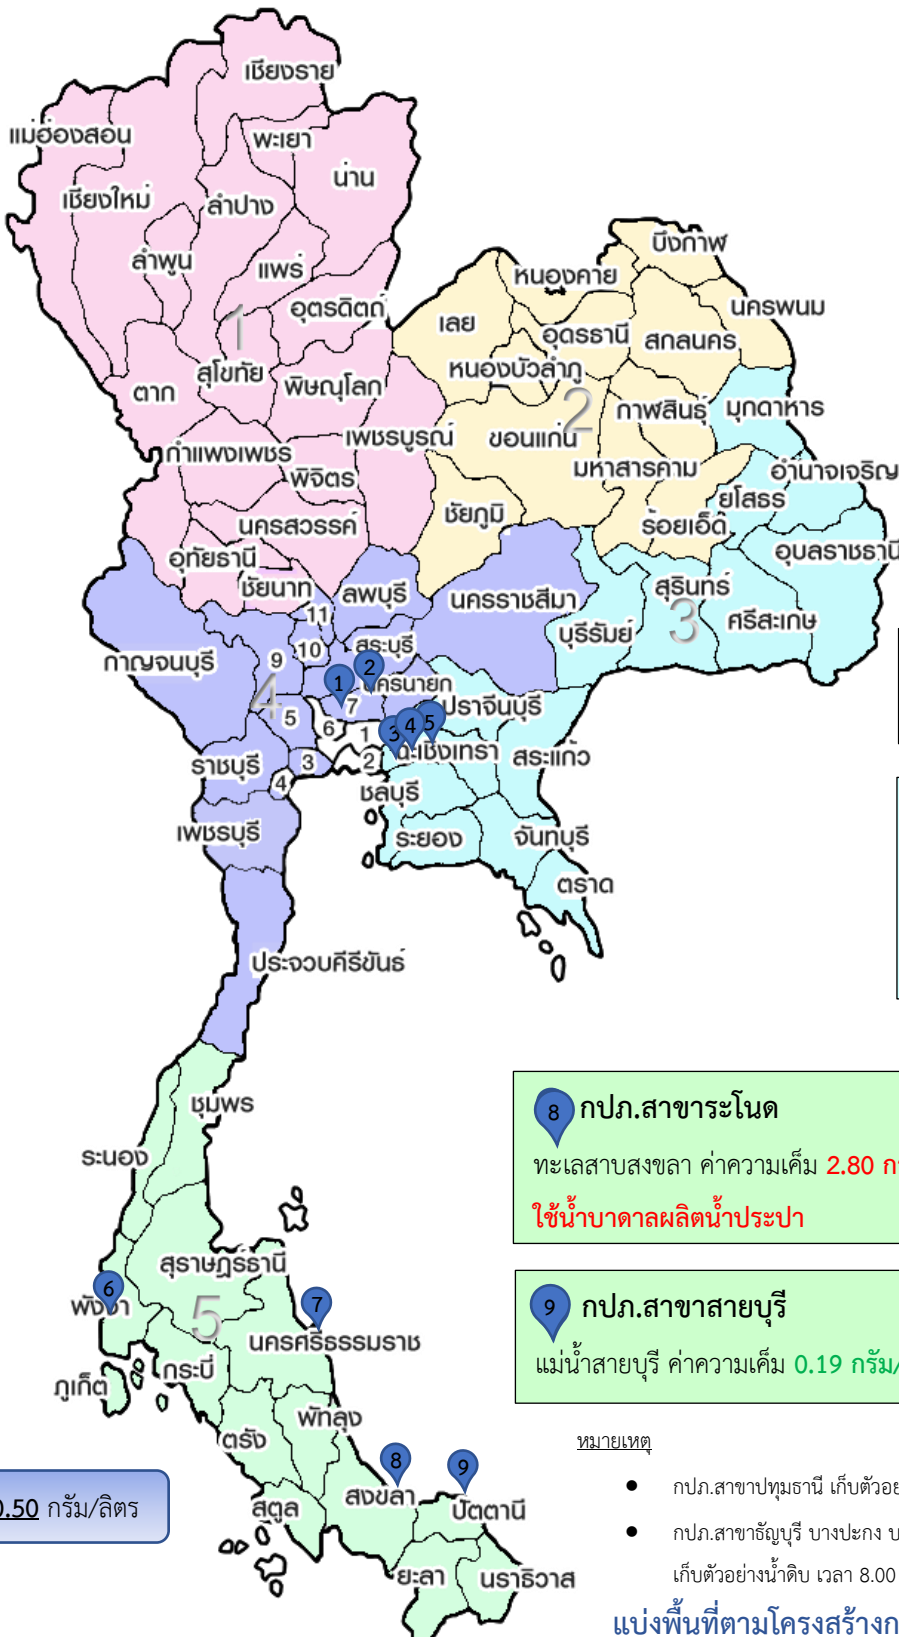 เชียงราย
แม่ฮ่องสอน
พะเยา
น่าน
เชียงใหม่
ลำปาง
ลำพูน
แพร่
อุตรดิตถ์
1
สุโขทัย
ตาก
พิษณุโลก
กำแพงเพชร
เพชรบูรณ์
พิจิตร
นครสวรรค์
อุทัยธานี
ชัยนาท
บึงกาฬ
หนองคาย
นครพนม
เลย
อุดรธานี
สกลนคร
หนองบัวลำภู
2
กาฬสินธุ์
มุกดาหาร
ขอนแก่น
มหาสารคาม
อำนาจเจริญ
ยโสธร
ชัยภูมิ
ร้อยเอ็ด
อุบลราชธานี
สุรินทร์
3
ศรีสะเกษ
บุรีรัมย์
นครราชสีมา
ลพบุรี
11
สระบุรี
10
9
กาญจนบุรี
4
1
2
นครนายก
7
5
6
1
3
4
5
ปราจีนบุรี
ฉะเชิงเทรา
สระแก้ว
ราชบุรี
3
2
4
ชลบุรี
เพชรบุรี
ระยอง
จันทบุรี
ตราด
ประจวบคีรีขันธ์
ชุมพร
ระนอง
สุราษฎร์ธานี
6
พังงา
5
7
นครศรีธรรมราช
กระบี่
ภูเก็ต
พัทลุง
ตรัง
8
9
สงขลา
ปัตตานี
สตูล
ยะลา
นราธิวาส
8 กปภ.สาขาระโนด
ทะเลสาบสงขลา ค่าความเค็ม 2.80
ใช้น้ำบาดาลผลิตน้ำประปา
9 กปภ.สาขาสายบุรี
แม่น้ำสายบุรี ค่าความเค็ม 0.19 กรัม/
0.50 กรัม/ลิตร
หมายเหตุ
● กปภ.สาขาปทุมธานี เก็บตัวอย่
● กปภ.สาขาธัญบุรี บางปะกง
เก็บตัวอย่างน้ำดิบ เวลา 8.00
แบ่งพื้นที่ตามโครงสร้าง